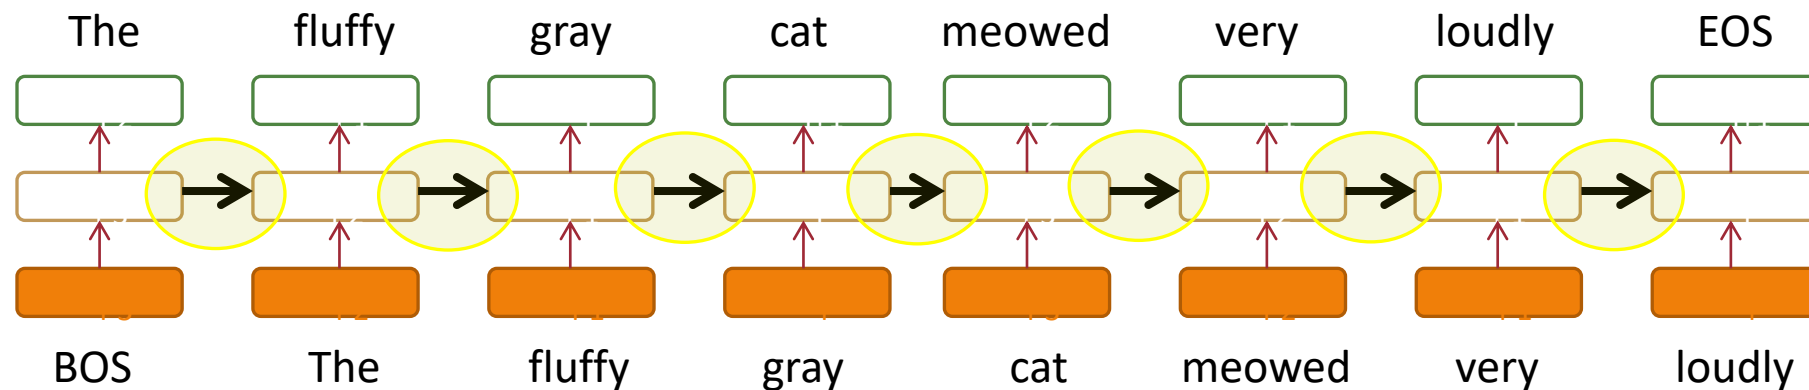 The fluffy gray cat meowed very loudly EOS
BOS The fluffy gray cat meowed very loudly